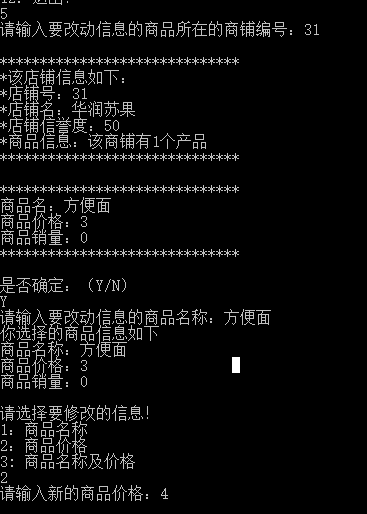 5
请输入要改动信息的商品所在的商铺编号：31
******************************
*该店铺信息如下：
*店铺号：31
*店铺名：华润苏果
*店铺信誉度：50
*商品信息：该商铺有1个产品
******************************
******************************
商品名：方便面
商品价格：3
商品销量：0
******************************
是否确定：（Y/N）
Y
请输入要改动信息的商品名称：方便面
你选择的商品信息如下
商品名称：方便面
商品价格：3
商品销量：0
请选择要修改的信息!
1：商品名称
2：商品价格
3：商品名称及价格
2
请输入新的商品价格：4